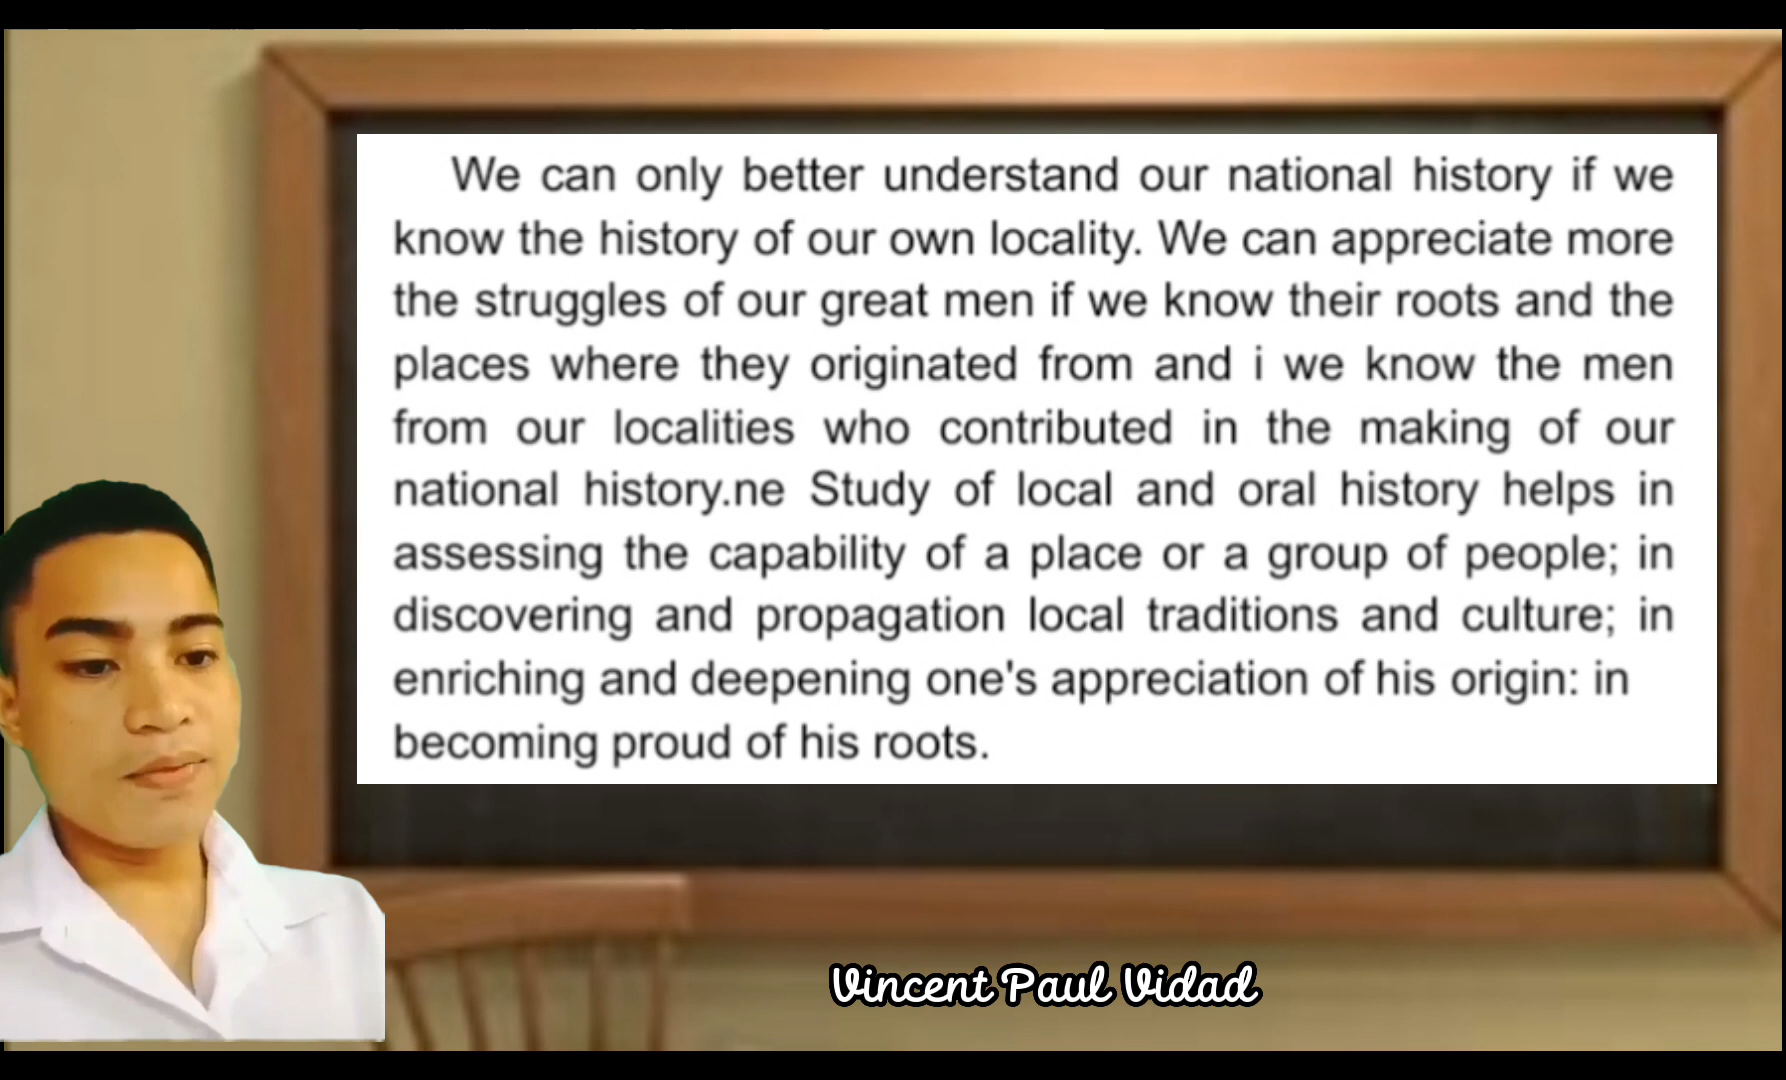 We can only better understand our national history if we
know the history of our own locality. We can appreciate more
the struggles of our great men if we know their roots and the
places where they originated from and i we know the men
from our localities who contributed in the making of our
national history.ne Study of local and oral history helps in
assessing the capability of a place or a group of people; in
discovering and propagation local traditions and culture; in
enriching and deepening one's appreciation of his origin: in
becoming proud of his roots.
Vincent Paul Vidad